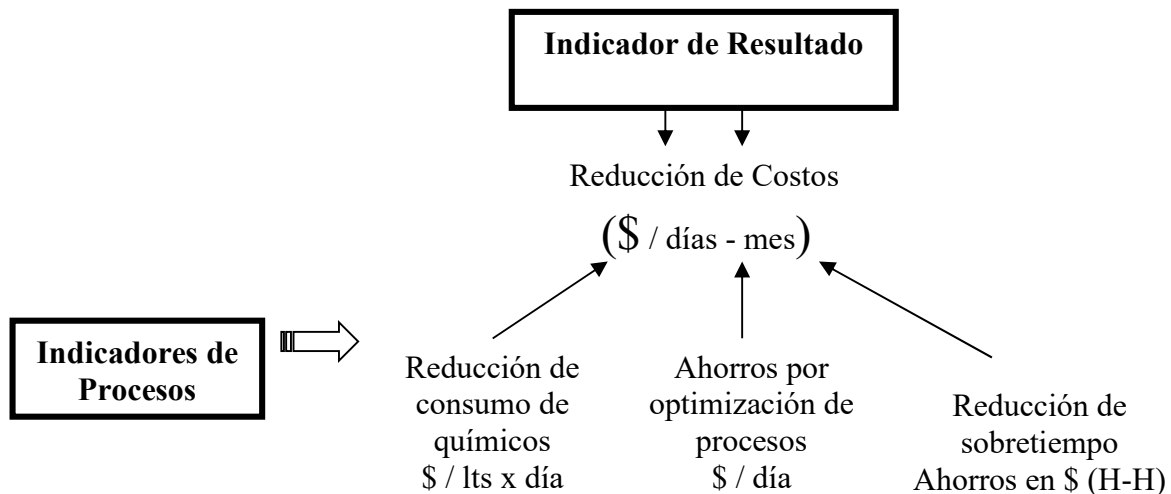 Indicador de Resultado
Reducción de Costos
($ / días - mes)
Indicadores de
Procesos
Reducción de
consumo de
químicos
$ / lts x día
Ahorros por
optimización de
procesos
$ / día
Reducción de
sobretiempo
Ahorros en $ (H-H)